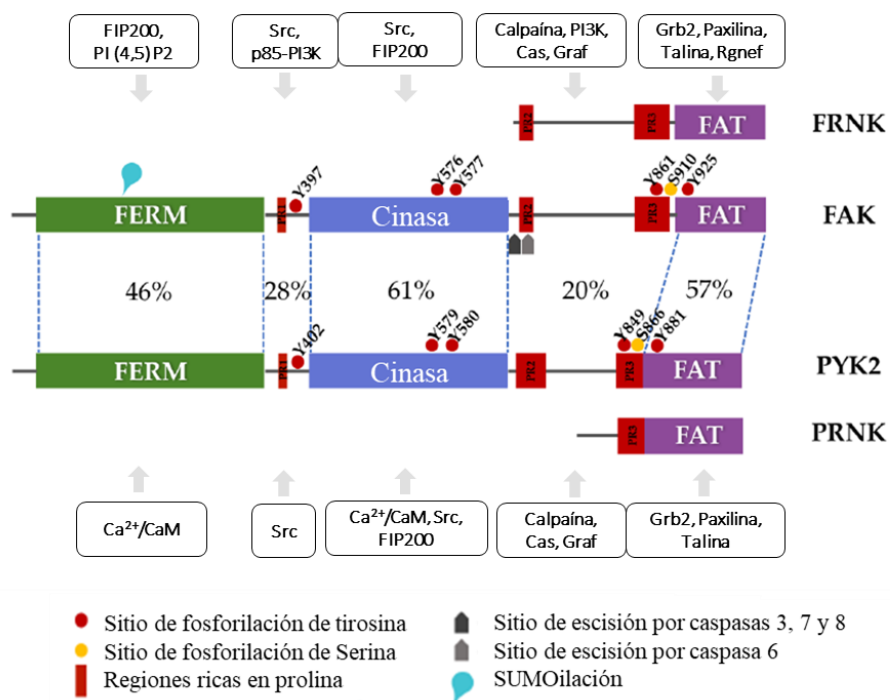 FIP200,
PI (4,5) P2
Src,
p85-PI3K
Src,
FIP200
Calpaína, PI3K,
Cas, Graf
Grb2, Paxilina,
Talina, Rgnef
PR2
PR3
FAT
FRNK
Y397
Y576
Y577
Y861
S910
Y925
FERM
PR1
Cinasa
PR2
PR3
FAT
FAK
46%
28%
61%
20%
57%
Y402
Y579
Y580
Y849
S866
Y881
FERM
PR1
Cinasa
PR2
PR3
FAT
PYK2
PR3
FAT
PRNK
Ca²⁺/CaM
Src
Ca²⁺/CaM, Src,
FIP200
Calpaína,
Cas, Graf
Grb2, Paxilina,
Talina
Sitio de fosforilación de tirosina
Sitio de fosforilación de Serina
Regiones ricas en prolina
Sitio de escisión por caspasas 3, 7 y 8
Sitio de escisión por caspasa 6
SUMOilación